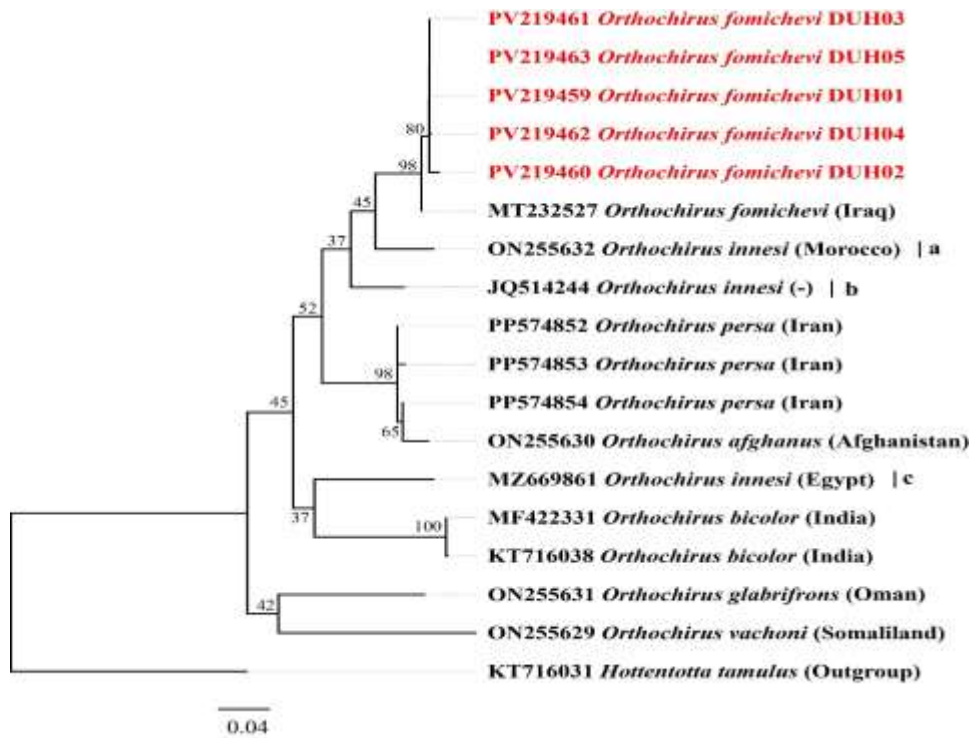 PV219461 Orthochirus fomichevi DUH03
PV219463 Orthochirus fomichevi DUH05
PV219459 Orthochirus fomichevi DUH01
80
PV219462 Orthochirus fomichevi DUH04
98
PV219460 Orthochirus fomichevi DUH02
45
MT232527 Orthochirus fomichevi (Iraq)
37
ON255632 Orthochirus innesi (Morocco) | a
JQ514244 Orthochirus innesi (-) | b
52
PP574852 Orthochirus persa (Iran)
PP574853 Orthochirus persa (Iran)
98
45
PP574854 Orthochirus persa (Iran)
65
ON255630 Orthochirus afghanus (Afghanistan)
MZ669861 Orthochirus innesi (Egypt) | c
37
100
MF422331 Orthochirus bicolor (India)
KT716038 Orthochirus bicolor (India)
ON255631 Orthochirus glabrifrons (Oman)
42
ON255629 Orthochirus vachoni (Somaliland)
KT716031 Hottentotta tamulus (Outgroup)
0.04